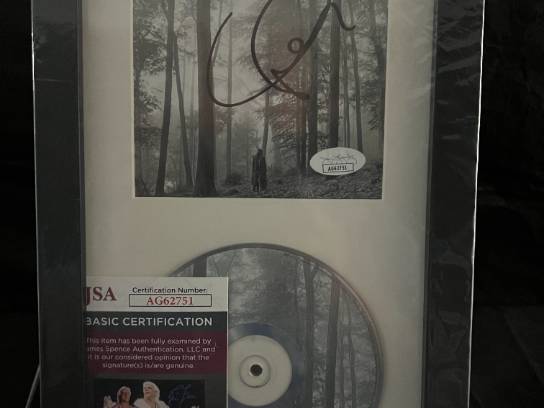 AG62751
JSA
Certification Number:
AG62751
BASIC CERTIFICATION
This item has been fully examined by
James Spence Authentication, LLC and
it is our considered opinion that the
signature(s) is/are genuine.